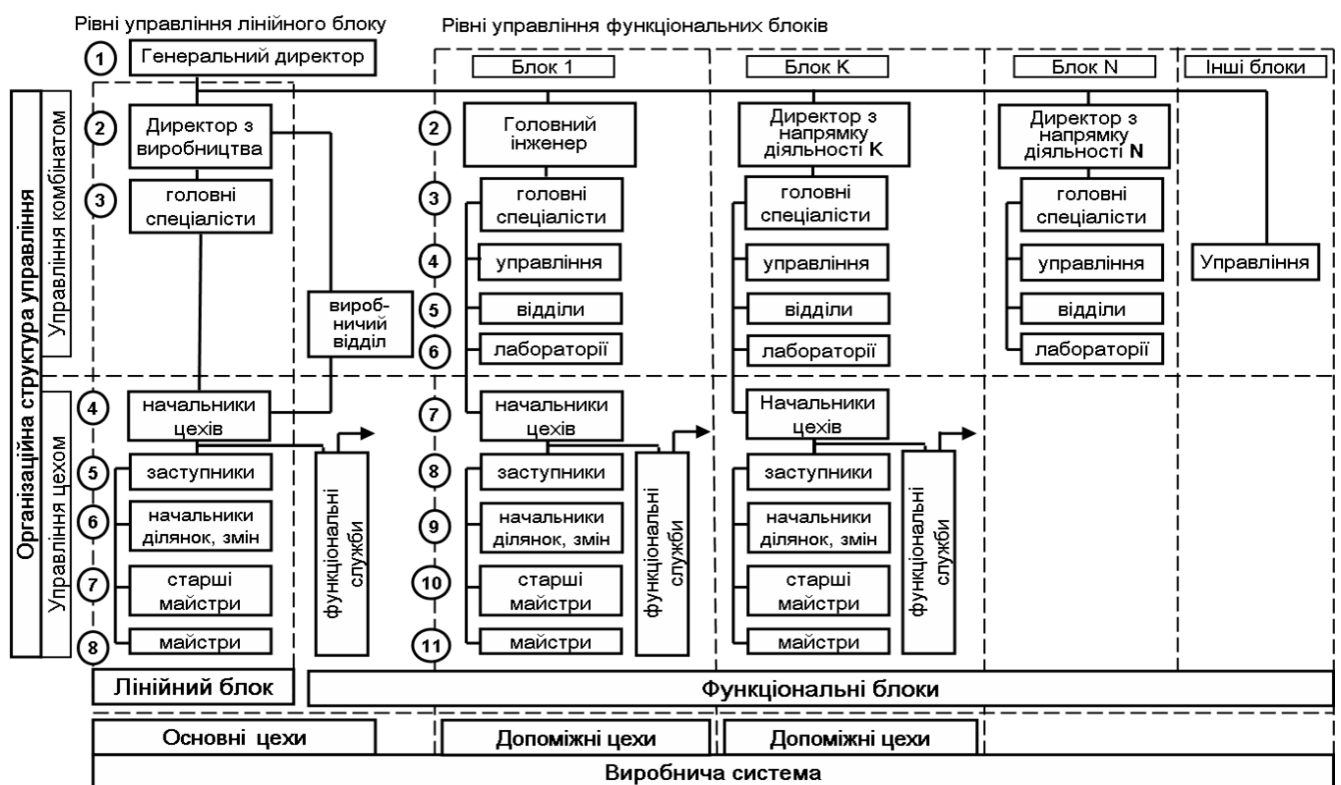 Рівні управління лінійного блоку
Рівні управління функціональних блоків
1
Генеральний директор
Блок 1
Блок K
Блок N
Інші блоки
Організаційна структура управління
Управління комбінатом
2
Директор з
виробництва
3
головні
спеціалісти
вироб-
ничий
відділ
2
Головний
інженер
3
головні
спеціалісти
4
управління
5
відділи
6
лабораторії
Директор з
напрямку
діяльності K
головні
спеціалісти
управління
відділи
лабораторії
Директор з
напрямку
діяльності N
головні
спеціалісти
управління
відділи
лабораторії
Управління
Управління цехом
4
начальники
цехів
5
заступники
6
начальники
ділянок, змін
7
старші
майстри
8
майстри
функціональні
служби
7
начальники
цехів
8
заступники
9
начальники
ділянок, змін
10
старші
майстри
11
майстри
функціональні
служби
Начальники
цехів
заступники
начальники
ділянок, змін
старші
майстри
майстри
функціональні
служби
Лінійний блок
Функціональні блоки
Основні цехи
Допоміжні цехи
Допоміжні цехи
Виробнича система